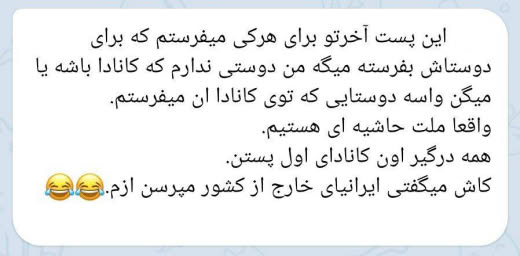 این پست آخرتو برای هرکی میفرستم که برای
دوستاش بفرسته میگه من دوستی ندارم که کانادا باشه یا
میگن واسه دوستایی که توی کانادا ان میفرستم.
واقعا ملت حاشیه ای هستیم.
همه درگیر اون کانادای اول پستن.
کاش میگفتی ایرانیای خارج از کشور مپرسن ازم.😂😂